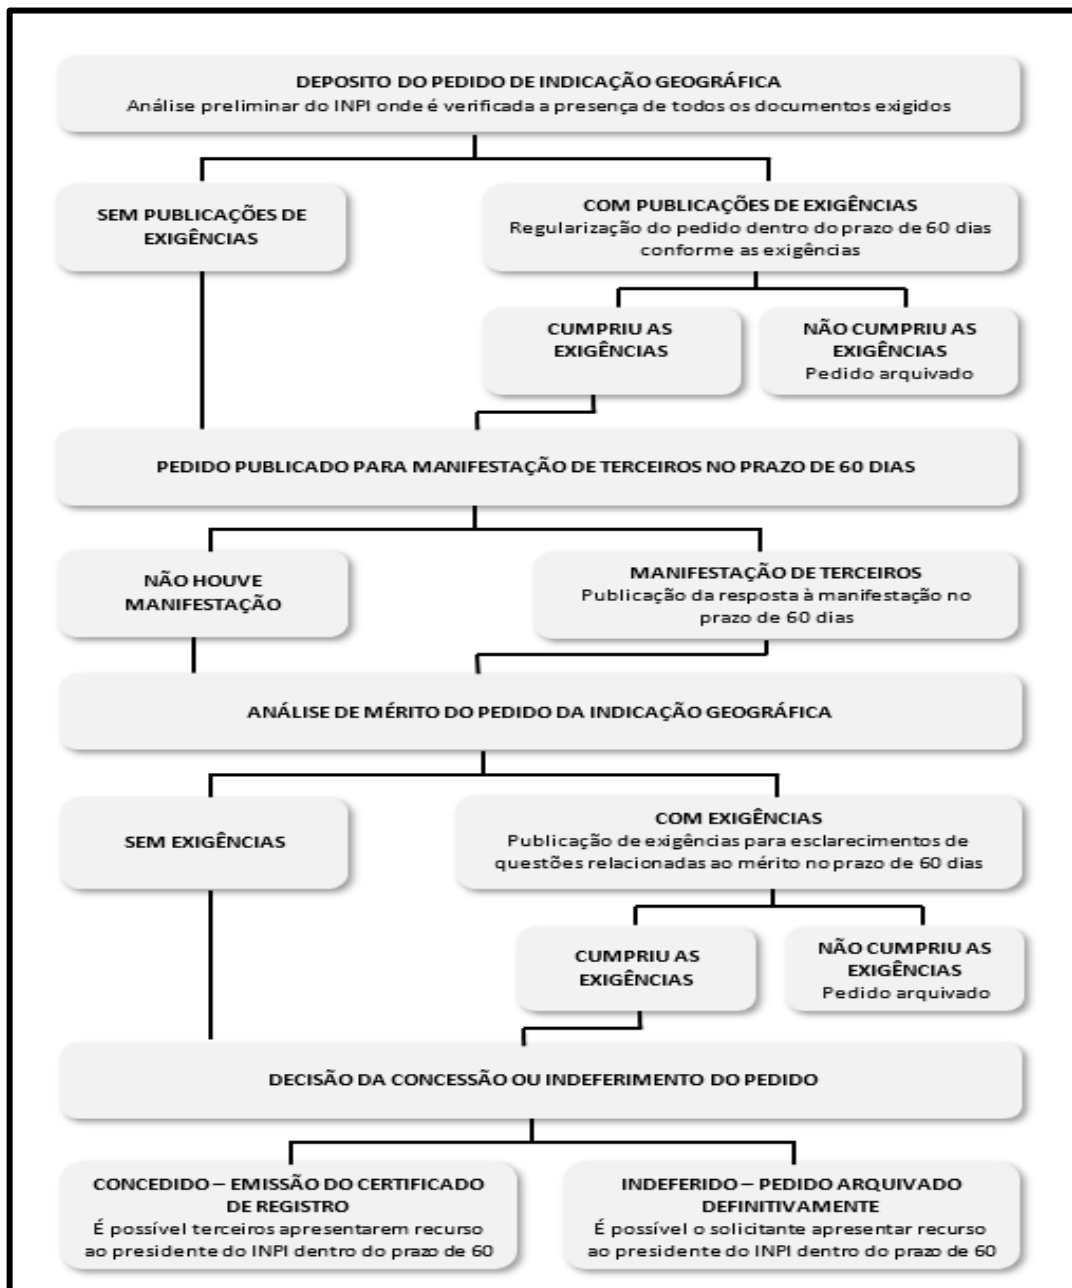 DEPOSITO DO PEDIDO DE INDICAÇÃO GEOGRÁFICA
Análise preliminar do INPI onde é verificada a presença de todos os documentos exigidos
SEM PUBLICAÇÕES DE
EXIGÊNCIAS
COM PUBLICAÇÕES DE EXIGÊNCIAS
Regularização do pedido dentro do prazo de 60 dias
conforme as exigências
CUMPRIU AS
EXIGÊNCIAS
NÃO CUMPRIU AS
EXIGÊNCIAS
Pedido arquivado
PEDIDO PUBLICADO PARA MANIFESTAÇÃO DE TERCEIROS NO PRAZO DE 60 DIAS
NÃO HOUVE
MANIFESTAÇÃO
MANIFESTAÇÃO DE TERCEIROS
Publicação da resposta à manifestação no
prazo de 60 dias
ANÁLISE DE MÉRITO DO PEDIDO DA INDICAÇÃO GEOGRÁFICA
SEM EXIGÊNCIAS
COM EXIGÊNCIAS
Publicação de exigências para esclarecimentos de
questões relacionadas ao mérito no prazo de 60 dias
CUMPRIU AS
EXIGÊNCIAS
NÃO CUMPRIU AS
EXIGÊNCIAS
Pedido arquivado
DECISÃO DA CONCESSÃO OU INDEFERIMENTO DO PEDIDO
CONCEDIDO – EMISSÃO DO CERTIFICADO
DE REGISTRO
É possível terceiros apresentarem recurso
ao presidente do INPI dentro do prazo de 60
INDEFERIDO – PEDIDO ARQUIVADO
DEFINITIVAMENTE
É possível o solicitante apresentar recurso
ao presidente do INPI dentro do prazo de 60